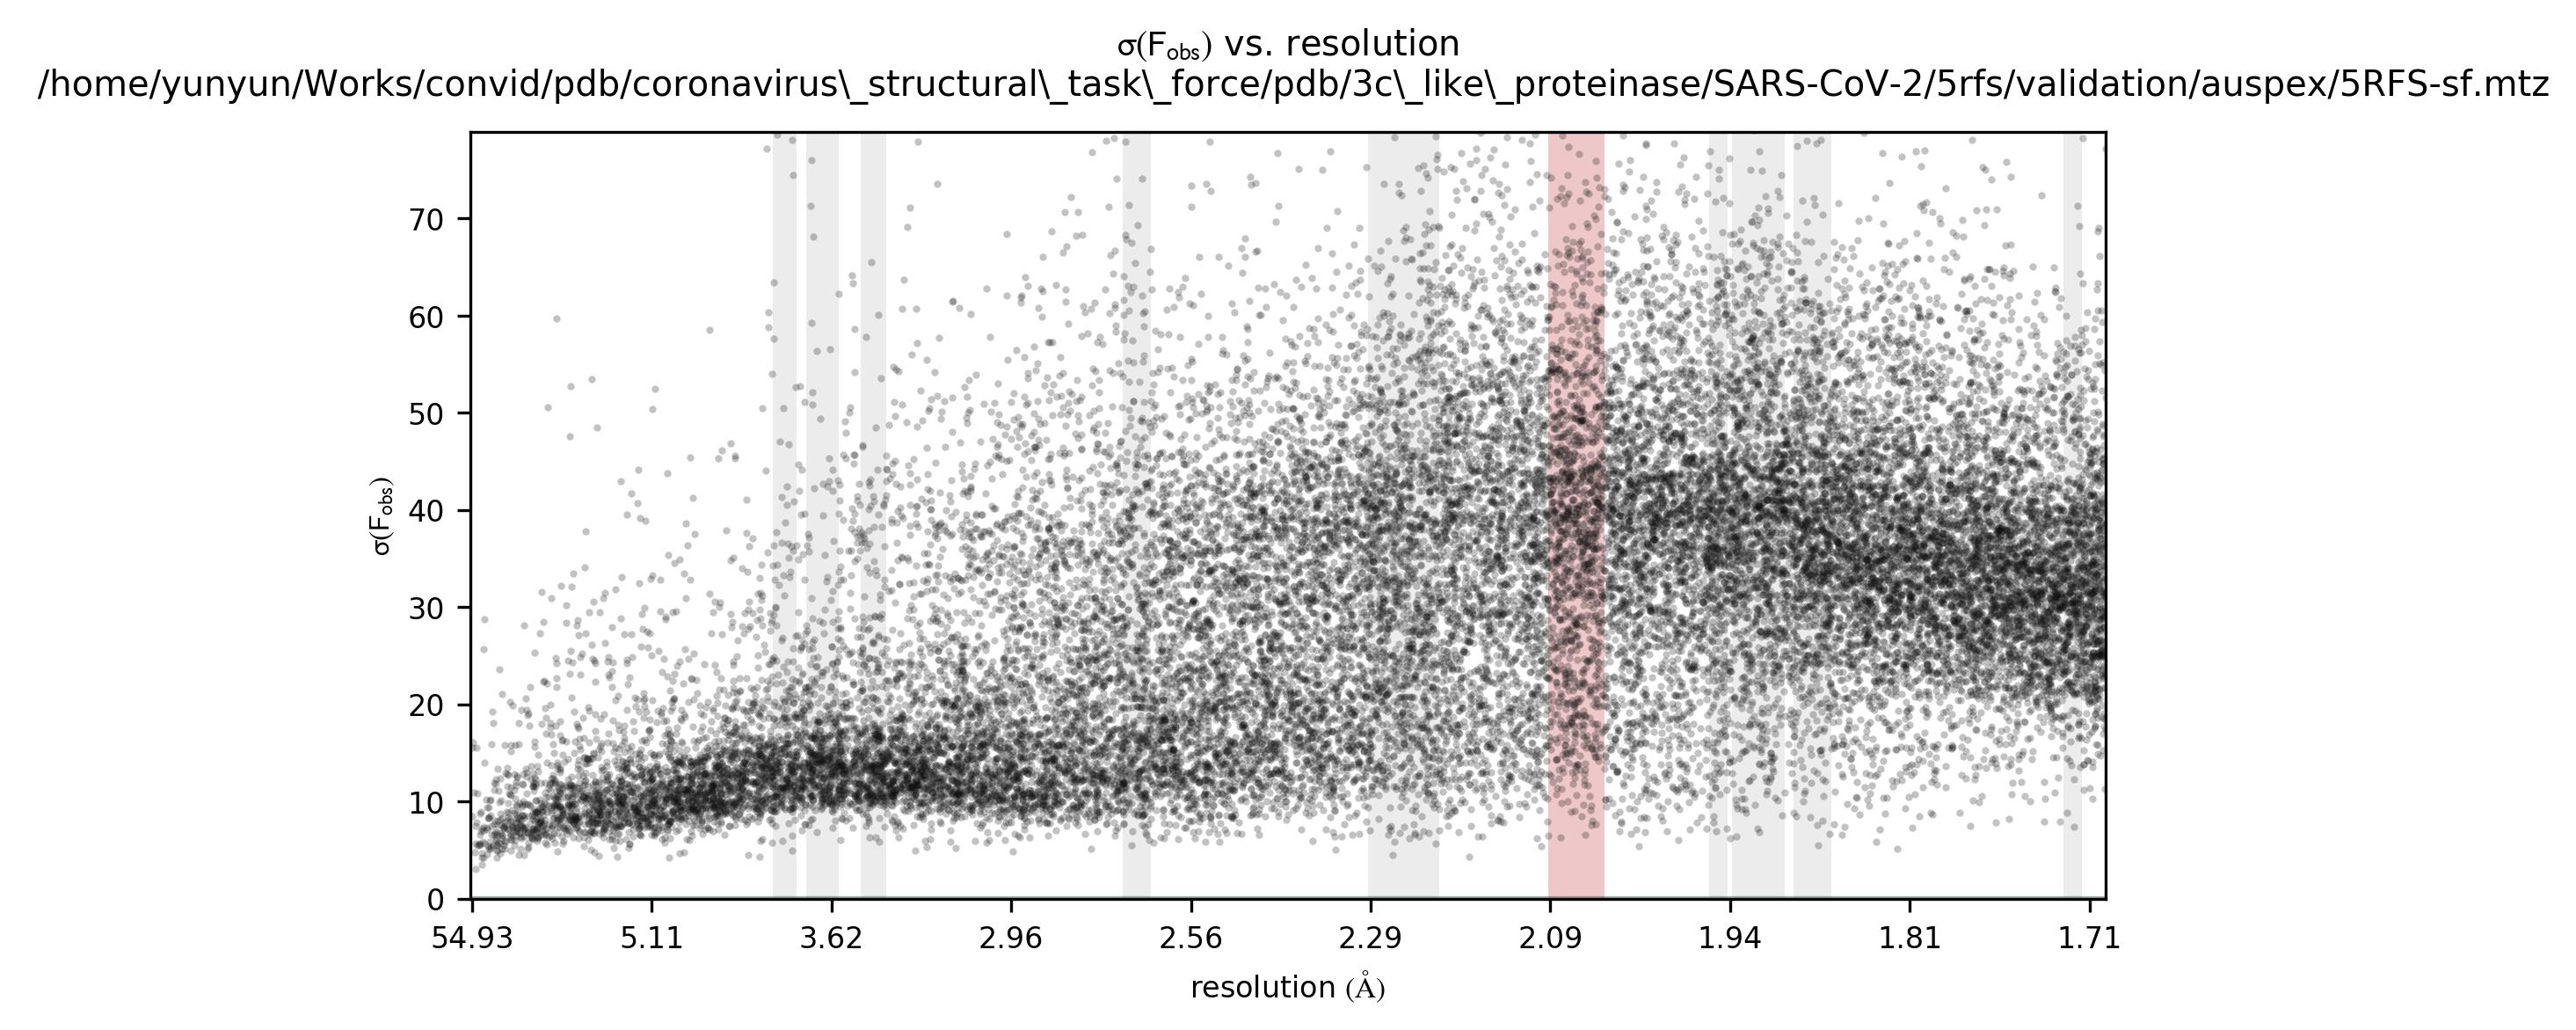 σ(F_obs) vs. resolution
/home/yunyun/Works/convid/pdb/coronavirus\_structural\_task\_force/pdb/3c\_like\_proteinase/SARS-CoV-2/5rfs/validation/auspex/5RFS-sf.mtz
σ(F_obs)
70
60
50
40
30
20
10
0
54.93 5.11 3.62 2.96 2.56 2.29 2.09 1.94 1.81 1.71
resolution (Å)